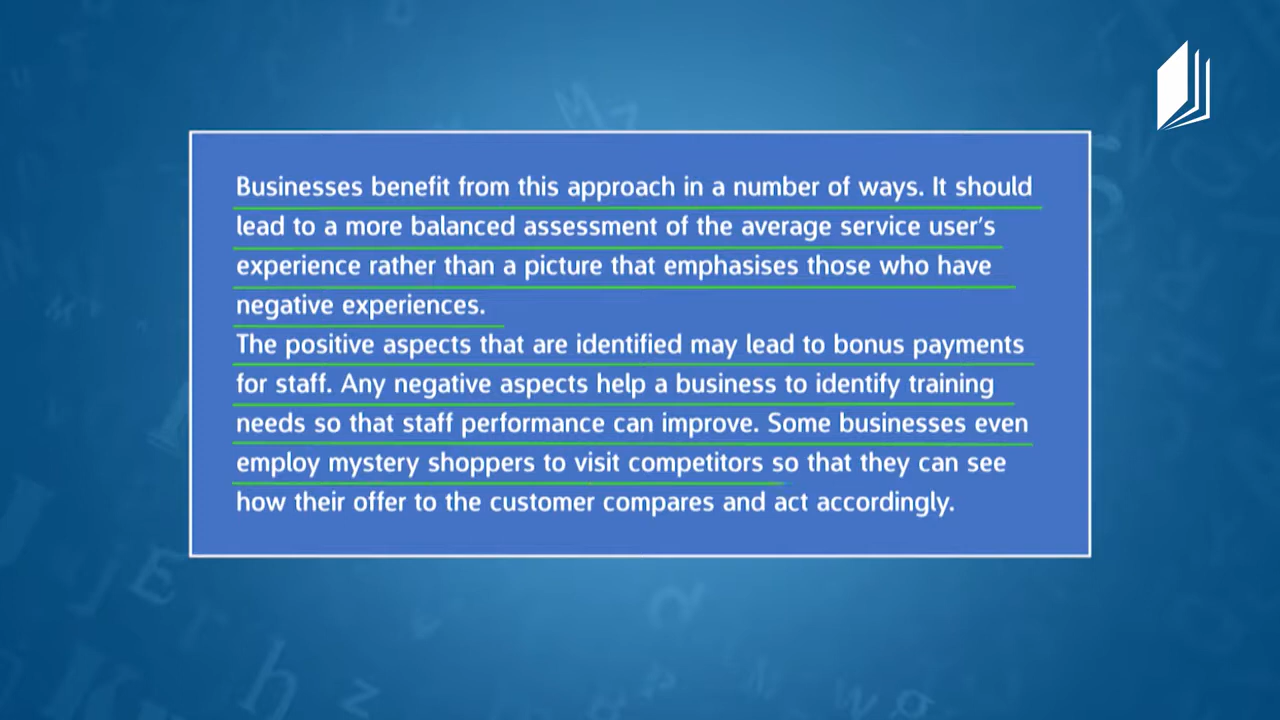 Businesses benefit from this approach in a number of ways. It should
lead to a more balanced assessment of the average service user's
experience rather than a picture that emphasises those who have
negative experiences.
The positive aspects that are identified may lead to bonus payments
for staff. Any negative aspects help a business to identify training
needs so that staff performance can improve. Some businesses even
employ mystery shoppers to visit competitors so that they can see
how their offer to the customer compares and act accordingly.